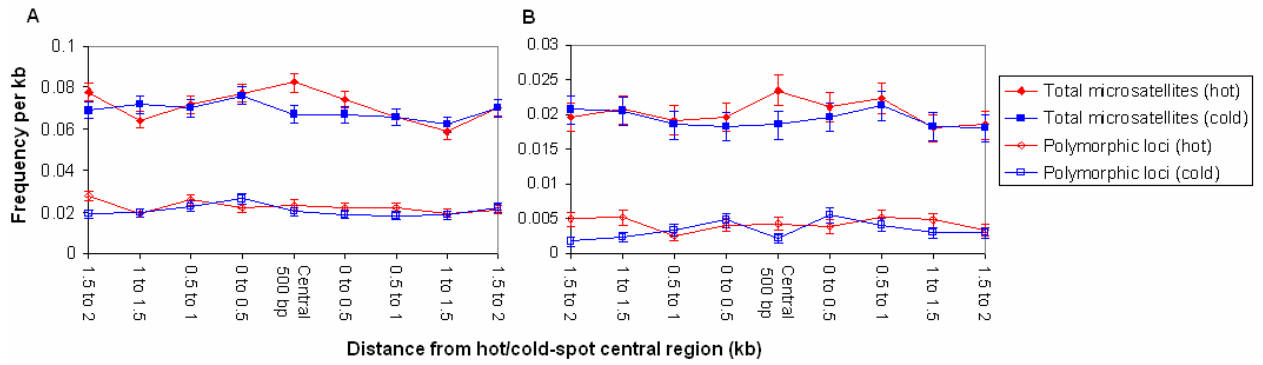 A
B
Frequency per kb
0.1
0.08
0.06
0.04
0.02
0
1.5 to 2
1 to 1.5
0.5 to 1
0 to 0.5
Central
500 bp
0 to 0.5
0.5 to 1
1 to 1.5
1.5 to 2
0.03
0.025
0.02
0.015
0.01
0.005
0
1.5 to 2
1.5 to 1
0.5 to 1
0 to 0.5
Central
500 bp
0 to 0.5
0.5 to 1
1 to 1.5
1.5 to 2
Total microsatellites (hot)
Total microsatellites (cold)
Polymorphic loci (hot)
Polymorphic loci (cold)
Distance from hot/cold-spot central region (kb)